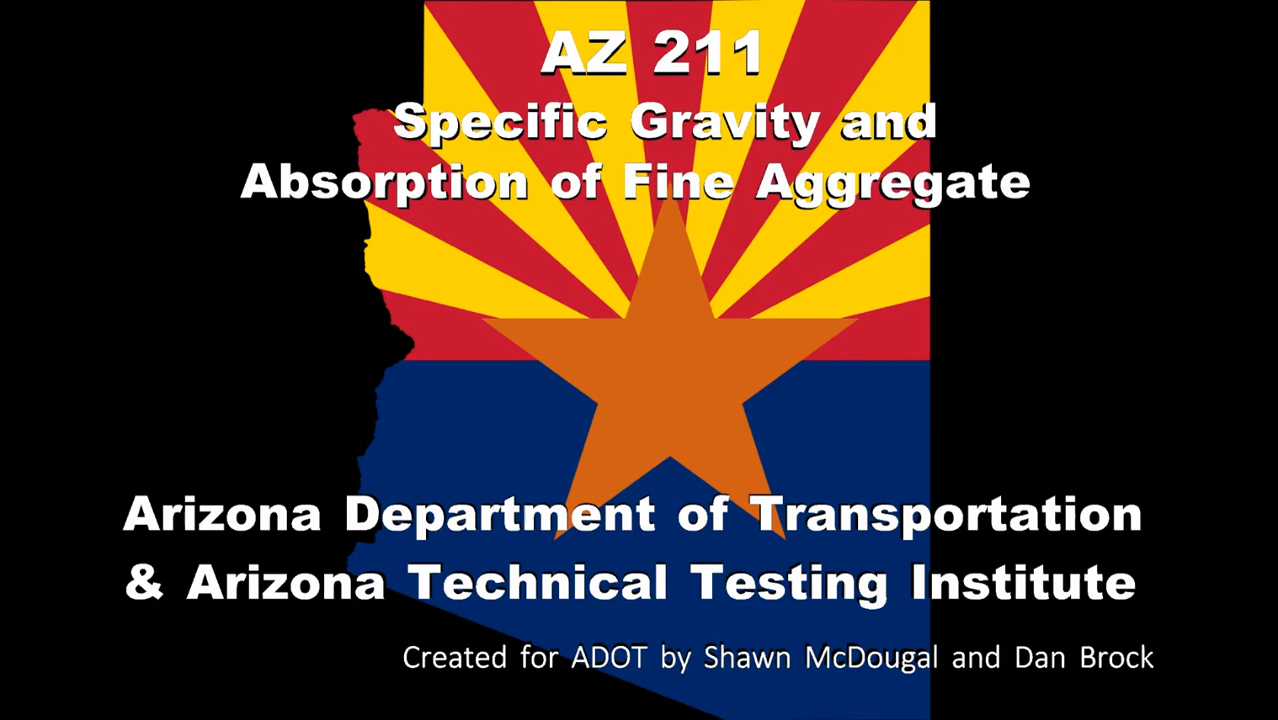 AZ 211
Specific Gravity and
Absorption of Fine Aggregate
Arizona Department of Transportation
& Arizona Technical Testing Institute
Created for ADOT by Shawn McDougal and Dan Brock